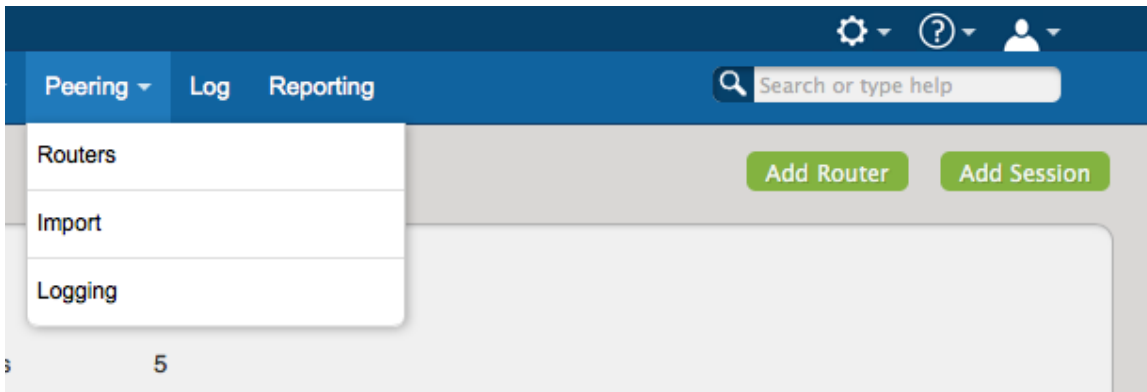 Peering Log Reporting Search or type help
Routers
Add Router Add Session
Import
Logging
s 5